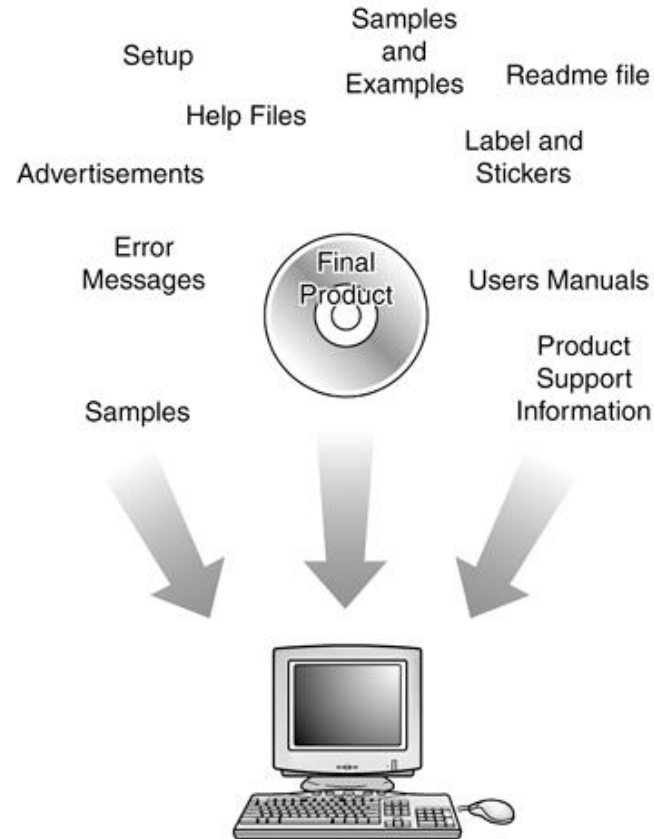 Samples
and
Examples
Setup
Readme file
Help Files
Label and
Stickers
Advertisements
Error
Messages
Final
Product
Users Manuals
Product
Support
Information
Samples